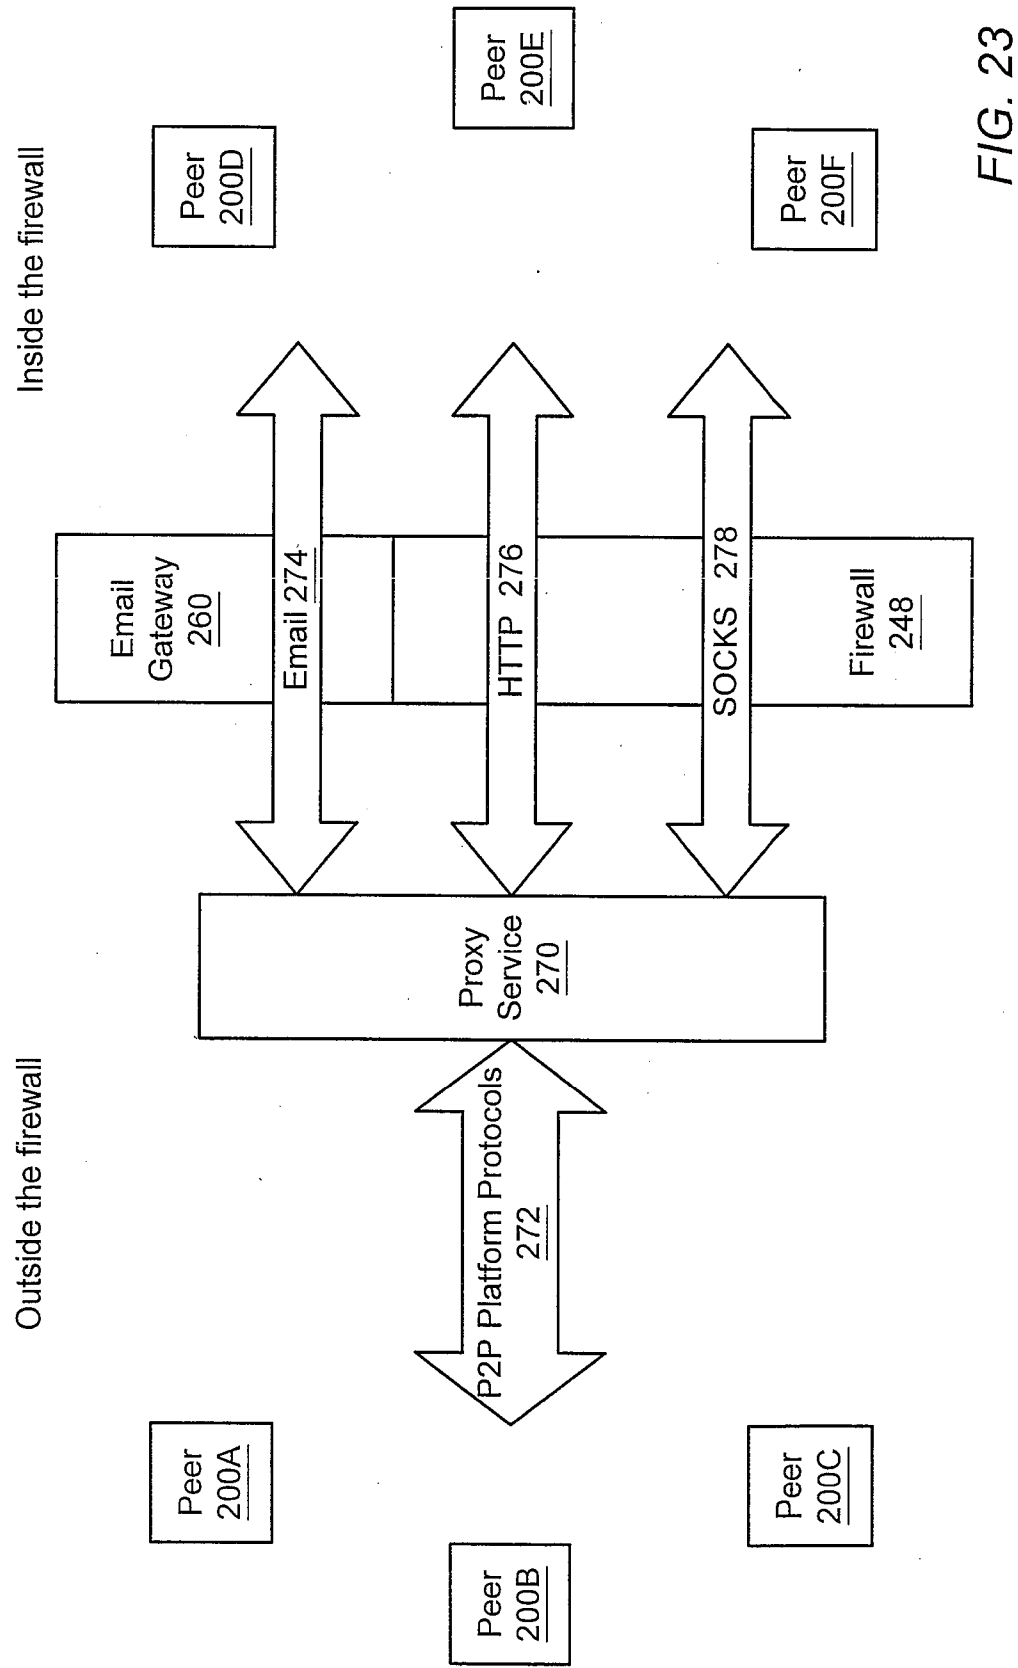 Outside the firewall
Inside the firewall
Peer
200A
Peer
200B
Peer
200C
P2P Platform Protocols
272
Proxy
Service
270
Email
Gateway
260
Email 274
HTTP 276
SOCKS 278
Firewall
248
Peer
200D
Peer
200E
Peer
200F
FIG. 23